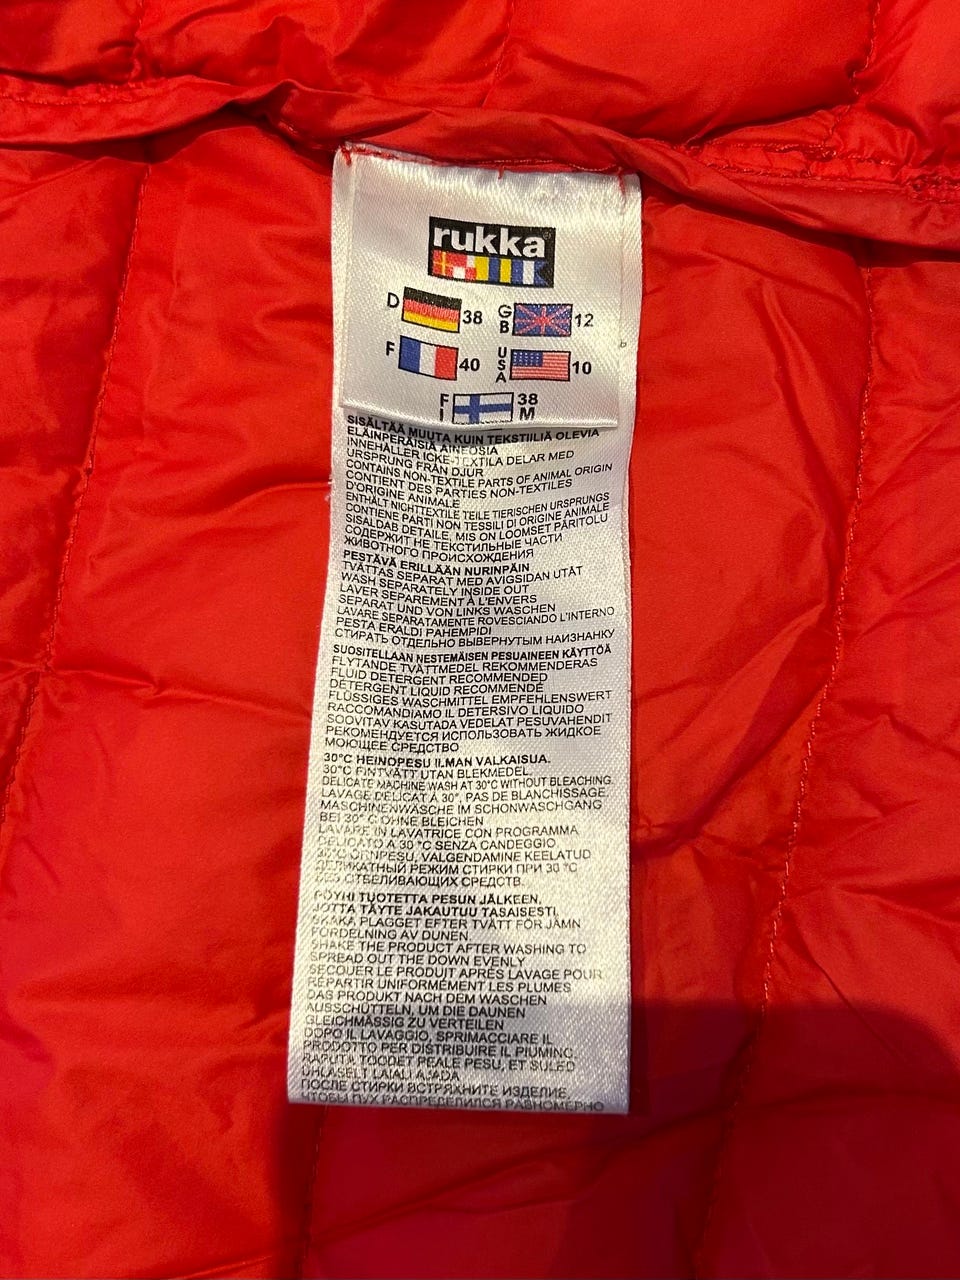 rukka
D 38 GB 12
F 40 USA 10
FI 38 M
SISÄLTÄÄ MUUTA KUIN TEKSTIILIÄ OLEVIA
ELÄINPERÄISIÄ AINEOSIA
INNEHÅLLER ICKE-TEXTILA DELAR MED
URSPRUNG FRÅN DJUR
CONTAINS NON-TEXTILE PARTS OF ANIMAL ORIGIN
CONTIENT DES PARTIES NON-TEXTILES
D'ORIGINE ANIMALE
ENTHÄLT NICHTTEXTILE TEILE TIERISCHEN URSPRUNGS
CONTIENE PARTI NON TESSILI DI ORIGINE ANIMALE
SISALDAB DETAILE, MIS ON LOOMSET PÄRITOLU
СОДЕРЖИТ НЕ ТЕКСТИЛЬНЫЕ ЧАСТИ
ЖИВОТНОГО ПРОИСХОЖДЕНИЯ
PESTÄVÄ ERILLÄÄN NURINPÄIN
TVÄTTAS SEPARAT MED AVIGSIDAN UTÅT
WASH SEPARATELY INSIDE OUT
LAVER SEPAREMENT À L'ENVERS
SEPARAT UND VON LINKS WASCHEN
LAVARE SEPARATAMENTE ROVESCIANDO L'INTERNO
PESTA ERALDI PAHEMPIDI
СТИРАТЬ ОТДЕЛЬНО ВЫВЕРНУТЫМ НАИЗНАНКУ
SUOSITELLAAN NESTEMÄISEN PESUAINEEN KÄYTTÖÄ
FLYTANDE TVÄTTMEDEL REKOMMENDERAS
FLUID DETERGENT RECOMMENDED
DÉTERGENT LIQUID RECOMMENDÉ
FLÜSSIGES WASCHMITTEL EMPFEHLENSWERT
RACCOMANDIAMO IL DETERSIVO LIQUIDO
SOOVITAV KASUTADA VEDELAT PESUVAHENDIT
РЕКОМЕНДУЕТСЯ ИСПОЛЬЗОВАТЬ ЖИДКОЕ
МОЮЩЕЕ СРЕДСТВО
30°C HEINOPESU ILMAN VALKAISUA.
30°C FINTVÄTT UTAN BLEKMEDEL.
DELICATE MACHINE WASH AT 30°C WITHOUT BLEACHING.
LAVAGE DELICAT À 30°, PAS DE BLANCHISSAGE.
MASCHINENWÄSCHE IM SCHONWASCHGANG
BEI 30°C OHNE BLEICHEN
LAVARE IN LAVATRICE CON PROGRAMMA
DELICATO A 30 °C SENZA CANDEGGIO.
30°C ÕRNPESU, VALGENDAMINE KEELATUD
ДЕЛИКАТНЫЙ РЕЖИМ СТИРКИ ПРИ 30 °C
БЕЗ ОТБЕЛИВАЮЩИХ СРЕДСТВ.
PÖYHI TUOTETTA PESUN JÄLKEEN,
JOTTA TÄYTE JAKAUTUU TASAISESTI.
SKAKA PLAGGET EFTER TVÄTT FÖR JÄMN
FÖRDELNING AV DUNEN.
SHAKE THE PRODUCT AFTER WASHING TO
SPREAD OUT THE DOWN EVENLY
SECOUER LE PRODUIT APRÉS LAVAGE POUR
RÉPARTIR UNIFORMÉMENT LES PLUMES
DAS PRODUKT NACH DEM WASCHEN
AUSSCHÜTTELN, UM DIE DAUNEN
GLEICHMÄSSIG ZU VERTEILEN
DOPO IL LAVAGGIO, SPRIMACCIARE IL
PRODOTTO PER DISTRIBUIRE IL PIUMINO
RAPUTA TOODET PEALE PESU, ET SULED
ÜHTLASELT LAIALI AJADA
ПОСЛЕ СТИРКИ ВСТРЯХНИТЕ ИЗДЕЛИЕ,
ЧТОБЫ ПУХ РАСПРЕДЕЛИЛСЯ РАВНОМЕРНО